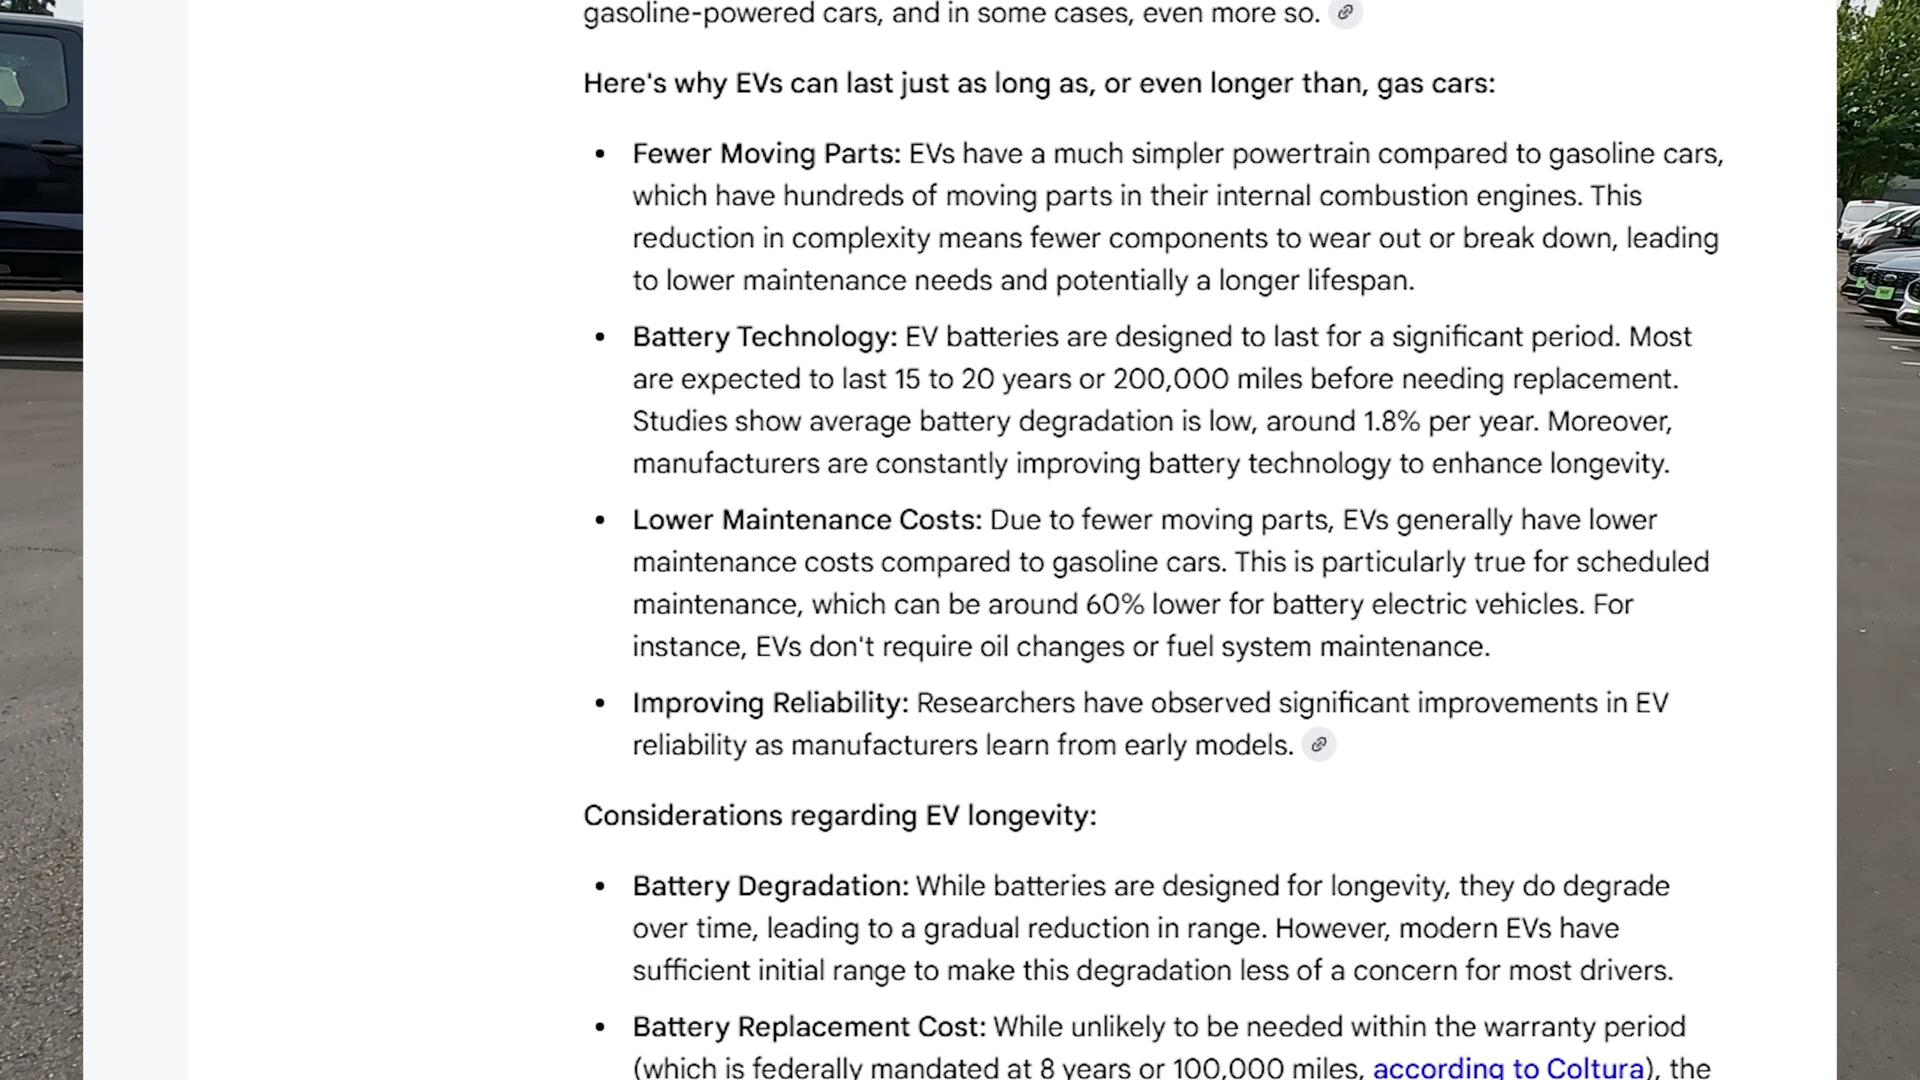 gasoline-powered cars, and in some cases, even more so.
Here's why EVs can last just as long as, or even longer than, gas cars:
• Fewer Moving Parts: EVs have a much simpler powertrain compared to gasoline cars,
which have hundreds of moving parts in their internal combustion engines. This
reduction in complexity means fewer components to wear out or break down, leading
to lower maintenance needs and potentially a longer lifespan.
• Battery Technology: EV batteries are designed to last for a significant period. Most
are expected to last 15 to 20 years or 200,000 miles before needing replacement.
Studies show average battery degradation is low, around 1.8% per year. Moreover,
manufacturers are constantly improving battery technology to enhance longevity.
• Lower Maintenance Costs: Due to fewer moving parts, EVs generally have lower
maintenance costs compared to gasoline cars. This is particularly true for scheduled
maintenance, which can be around 60% lower for battery electric vehicles. For
instance, EVs don't require oil changes or fuel system maintenance.
• Improving Reliability: Researchers have observed significant improvements in EV
reliability as manufacturers learn from early models.
Considerations regarding EV longevity:
• Battery Degradation: While batteries are designed for longevity, they do degrade
over time, leading to a gradual reduction in range. However, modern EVs have
sufficient initial range to make this degradation less of a concern for most drivers.
• Battery Replacement Cost: While unlikely to be needed within the warranty period
(which is federally mandated at 8 years or 100,000 miles, according to Coltura), the